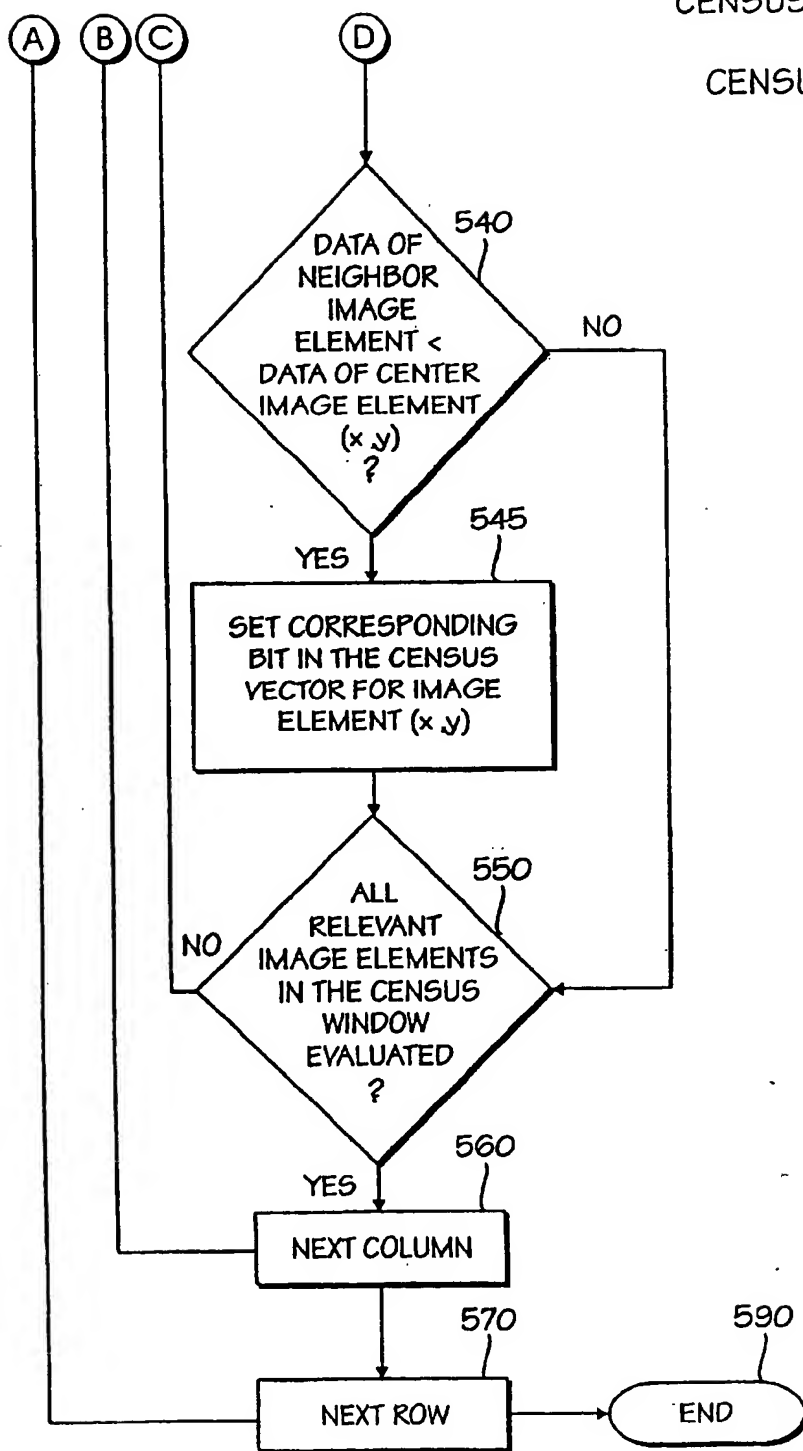 CENSUS
A B C D
CENSU
540
DATA OF
NEIGHBOR
IMAGE
ELEMENT <
DATA OF CENTER
IMAGE ELEMENT
(x,y)
?
NO
YES
545
SET CORRESPONDING
BIT IN THE CENSUS
VECTOR FOR IMAGE
ELEMENT (x,y)
550
ALL
RELEVANT
IMAGE ELEMENTS
IN THE CENSUS
WINDOW
EVALUATED
?
NO
YES
560
NEXT COLUMN
570
NEXT ROW
590
END